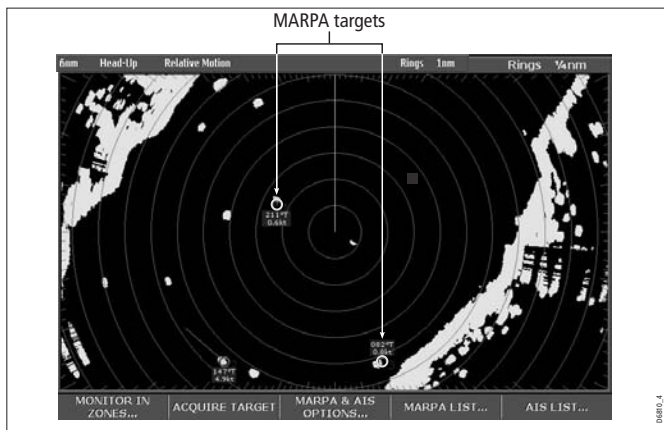 MARPA targets
6nm Head-Up Relative Motion Rings 1nm Rings ¼nm
211°T
0.6kt
082°T
0.0kt
147°T
4.9kt
MONITOR IN ZONES...
ACQUIRE TARGET
MARPA & AIS OPTIONS...
MARPA LIST...
AIS LIST...
D6810_4